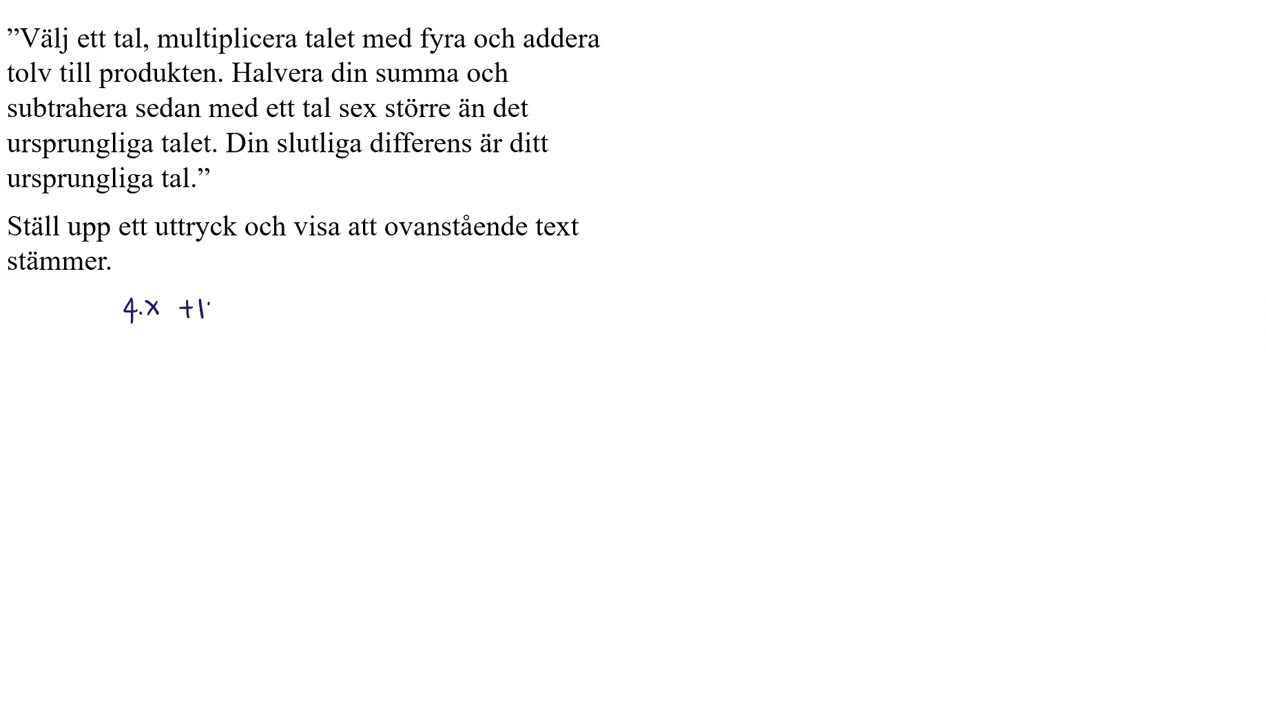 ”Välj ett tal, multiplicera talet med fyra och addera
tolv till produkten. Halvera din summa och
subtrahera sedan med ett tal sex större än det
ursprungliga talet. Din slutliga differens är ditt
ursprungliga tal.”
Ställ upp ett uttryck och visa att ovanstående text
stämmer.
4·x +1